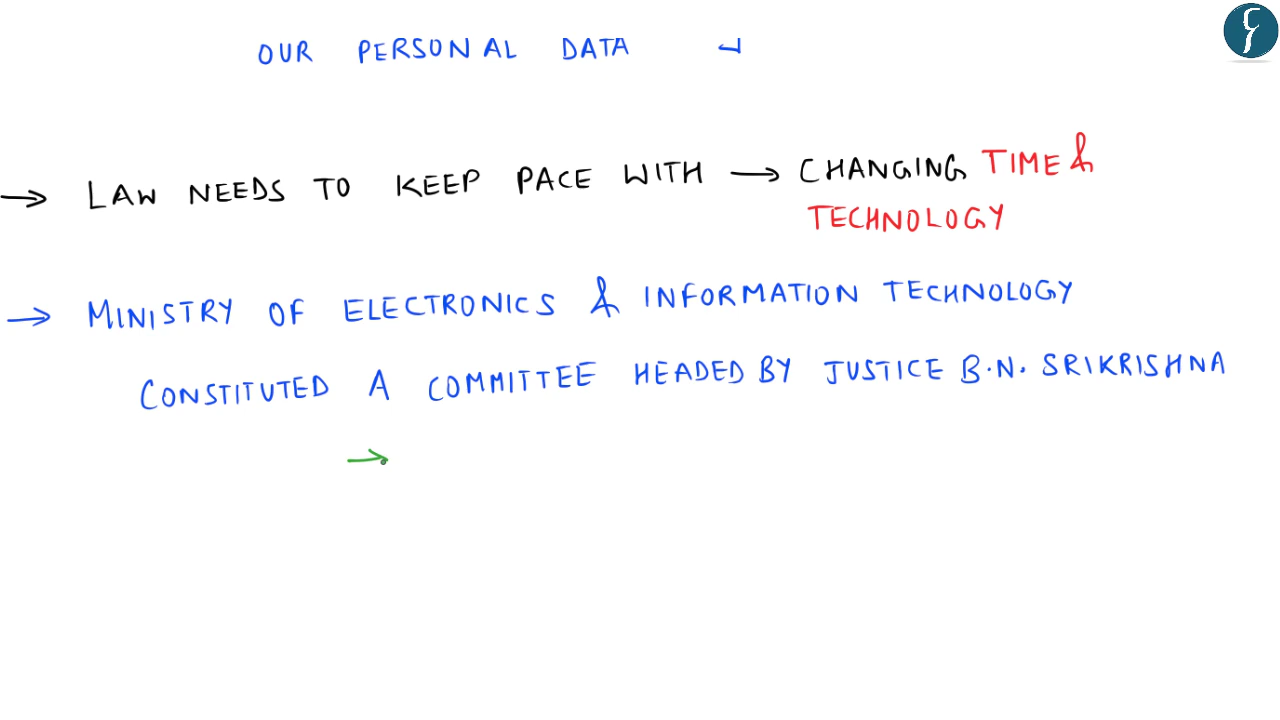 OUR PERSONAL DATA
→ LAW NEEDS TO KEEP PACE WITH → CHANGING TIME &
TECHNOLOGY
→ MINISTRY OF ELECTRONICS & INFORMATION TECHNOLOGY
CONSTITUTED A COMMITTEE HEADED BY JUSTICE B.N. SRIKRISHNA
→